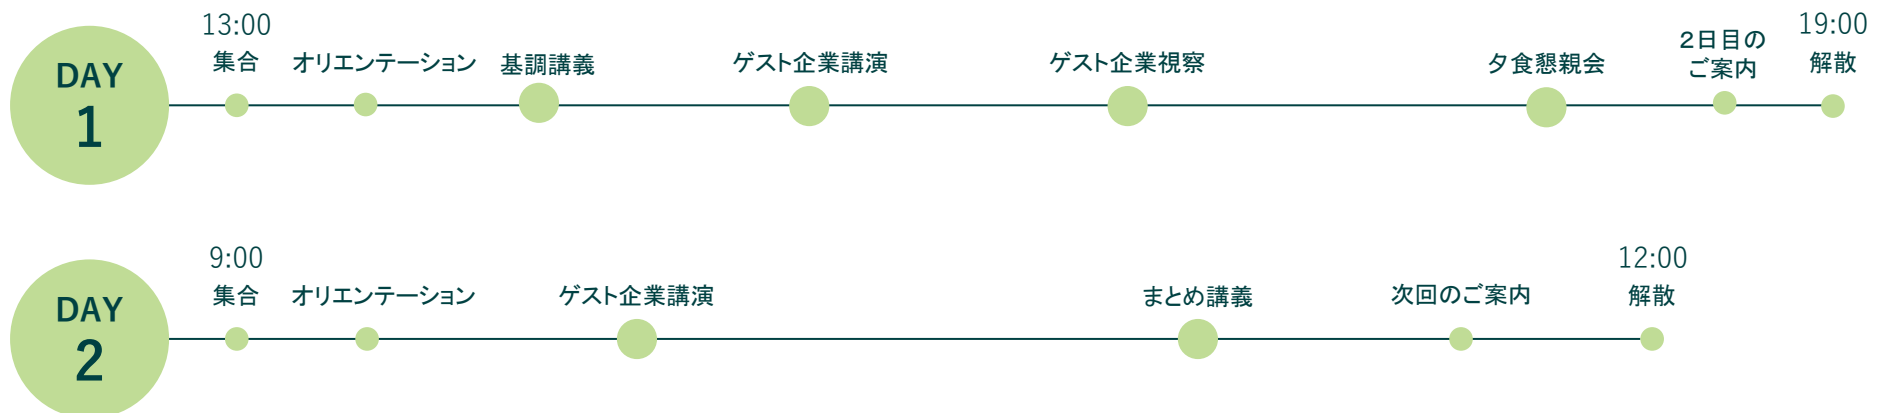 DAY
1
13:00
集合
オリエンテーション
基調講義
ゲスト企業講演
ゲスト企業視察
夕食懇親会
2日目の
ご案内
19:00
解散
DAY
2
9:00
集合
オリエンテーション
ゲスト企業講演
まとめ講義
次回のご案内
12:00
解散